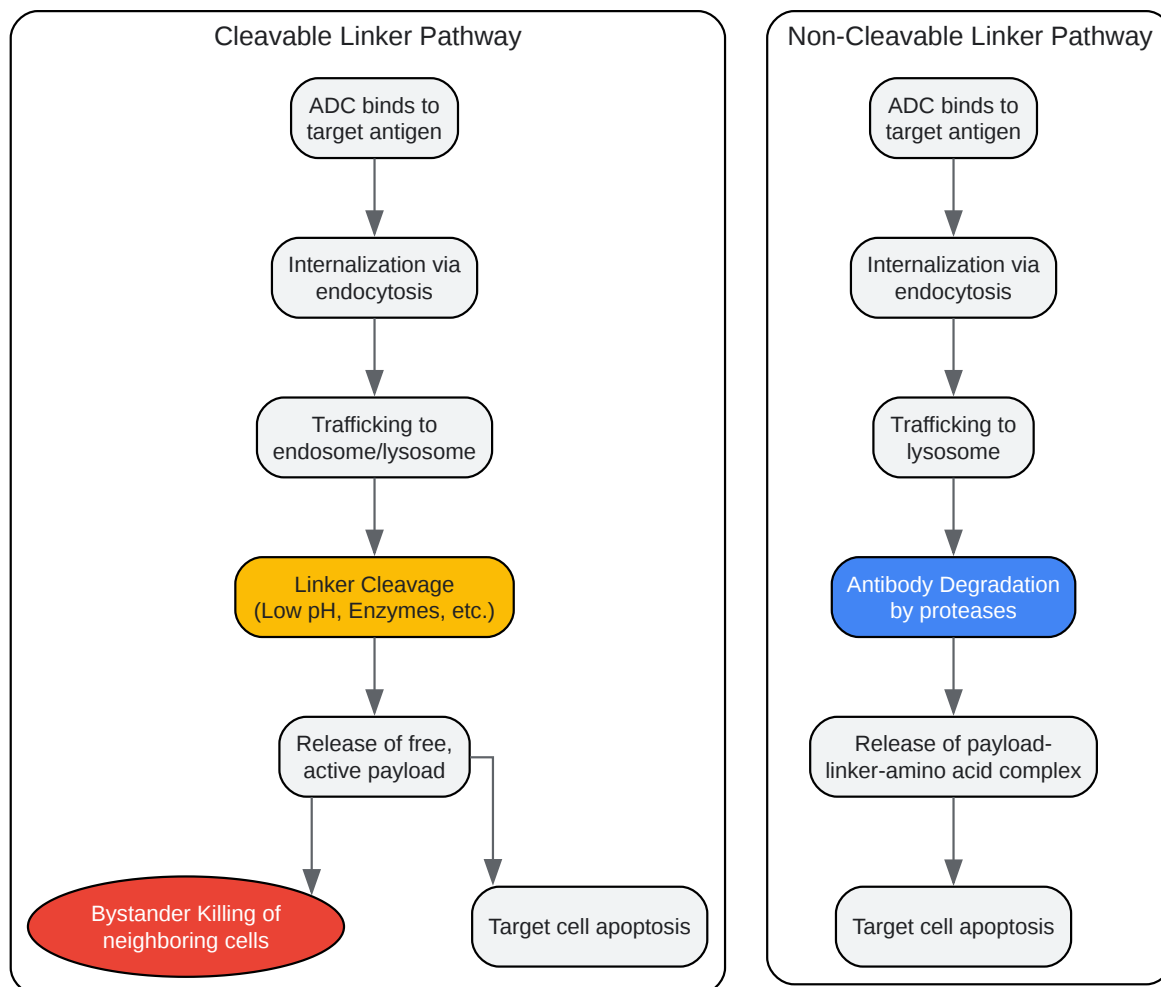 Cleavable Linker Pathway
ADC binds to
target antigen
Internalization via
endocytosis
Trafficking to
endosome/lysosome
Linker Cleavage
(Low pH, Enzymes, etc.)
Release of free,
active payload
Bystander Killing of
neighboring cells
Target cell apoptosis
Non-Cleavable Linker Pathway
ADC binds to
target antigen
Internalization via
endocytosis
Trafficking to
lysosome
Antibody Degradation
by proteases
Release of payload-
linker-amino acid complex
Target cell apoptosis